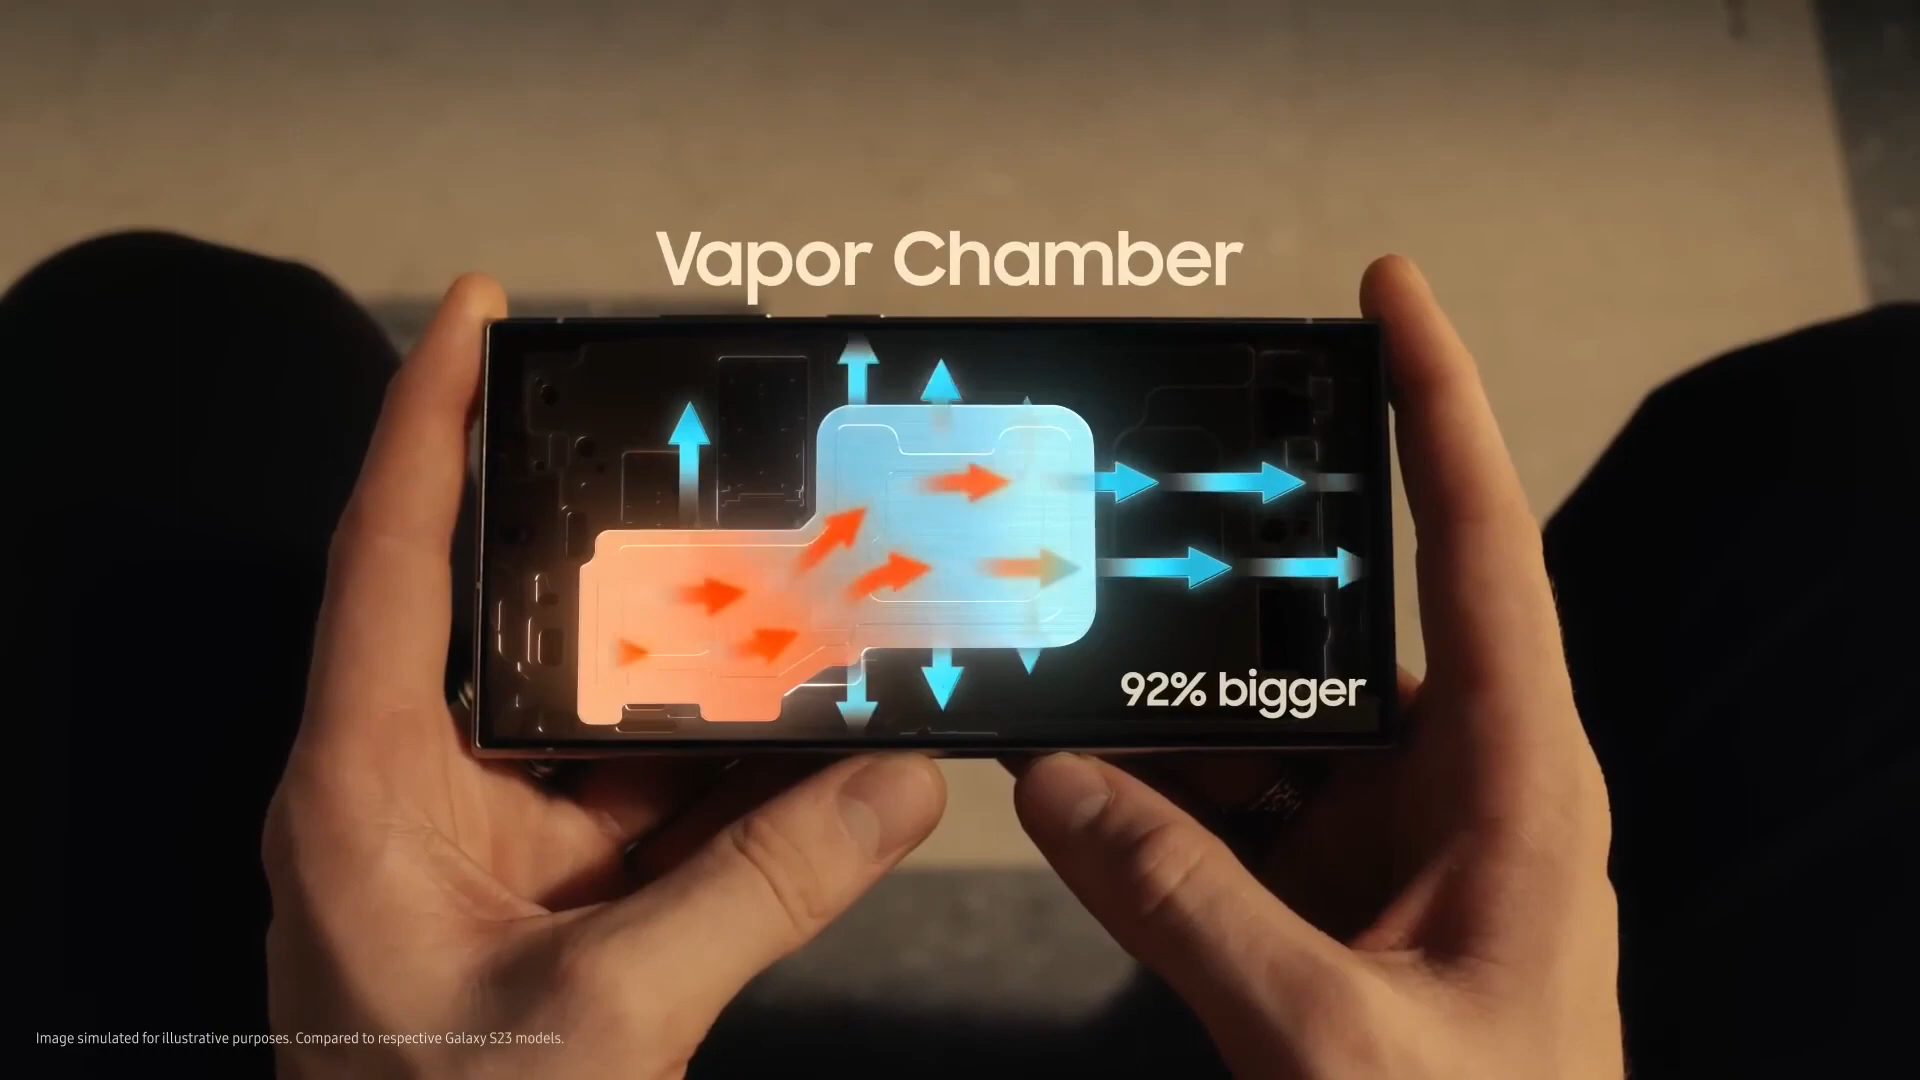 Vapor Chamber
92% bigger
Image simulated for illustrative purposes. Compared to respective Galaxy S23 models.